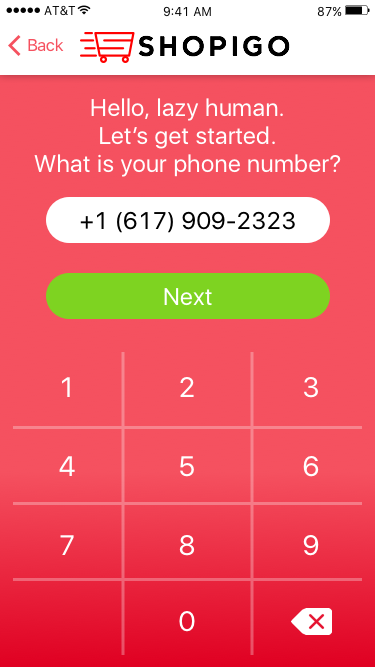 ●●●●● AT&T 9:41 AM 87%
Back SHOPIGO
Hello, lazy human.
Let’s get started.
What is your phone number?
+1 (617) 909-2323
Next
1 2 3
4 5 6
7 8 9
0